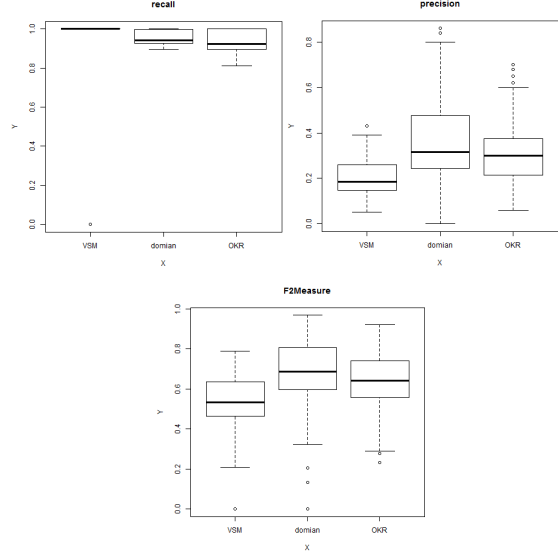 recall
1.0
0.8
0.6
0.4
0.2
0.0
Y
VSM
domian
OKR
X
precision
0.8
0.6
0.4
0.2
0.0
Y
VSM
domian
OKR
X
F2Measure
1.0
0.8
0.6
0.4
0.2
0.0
Y
VSM
domian
OKR
X